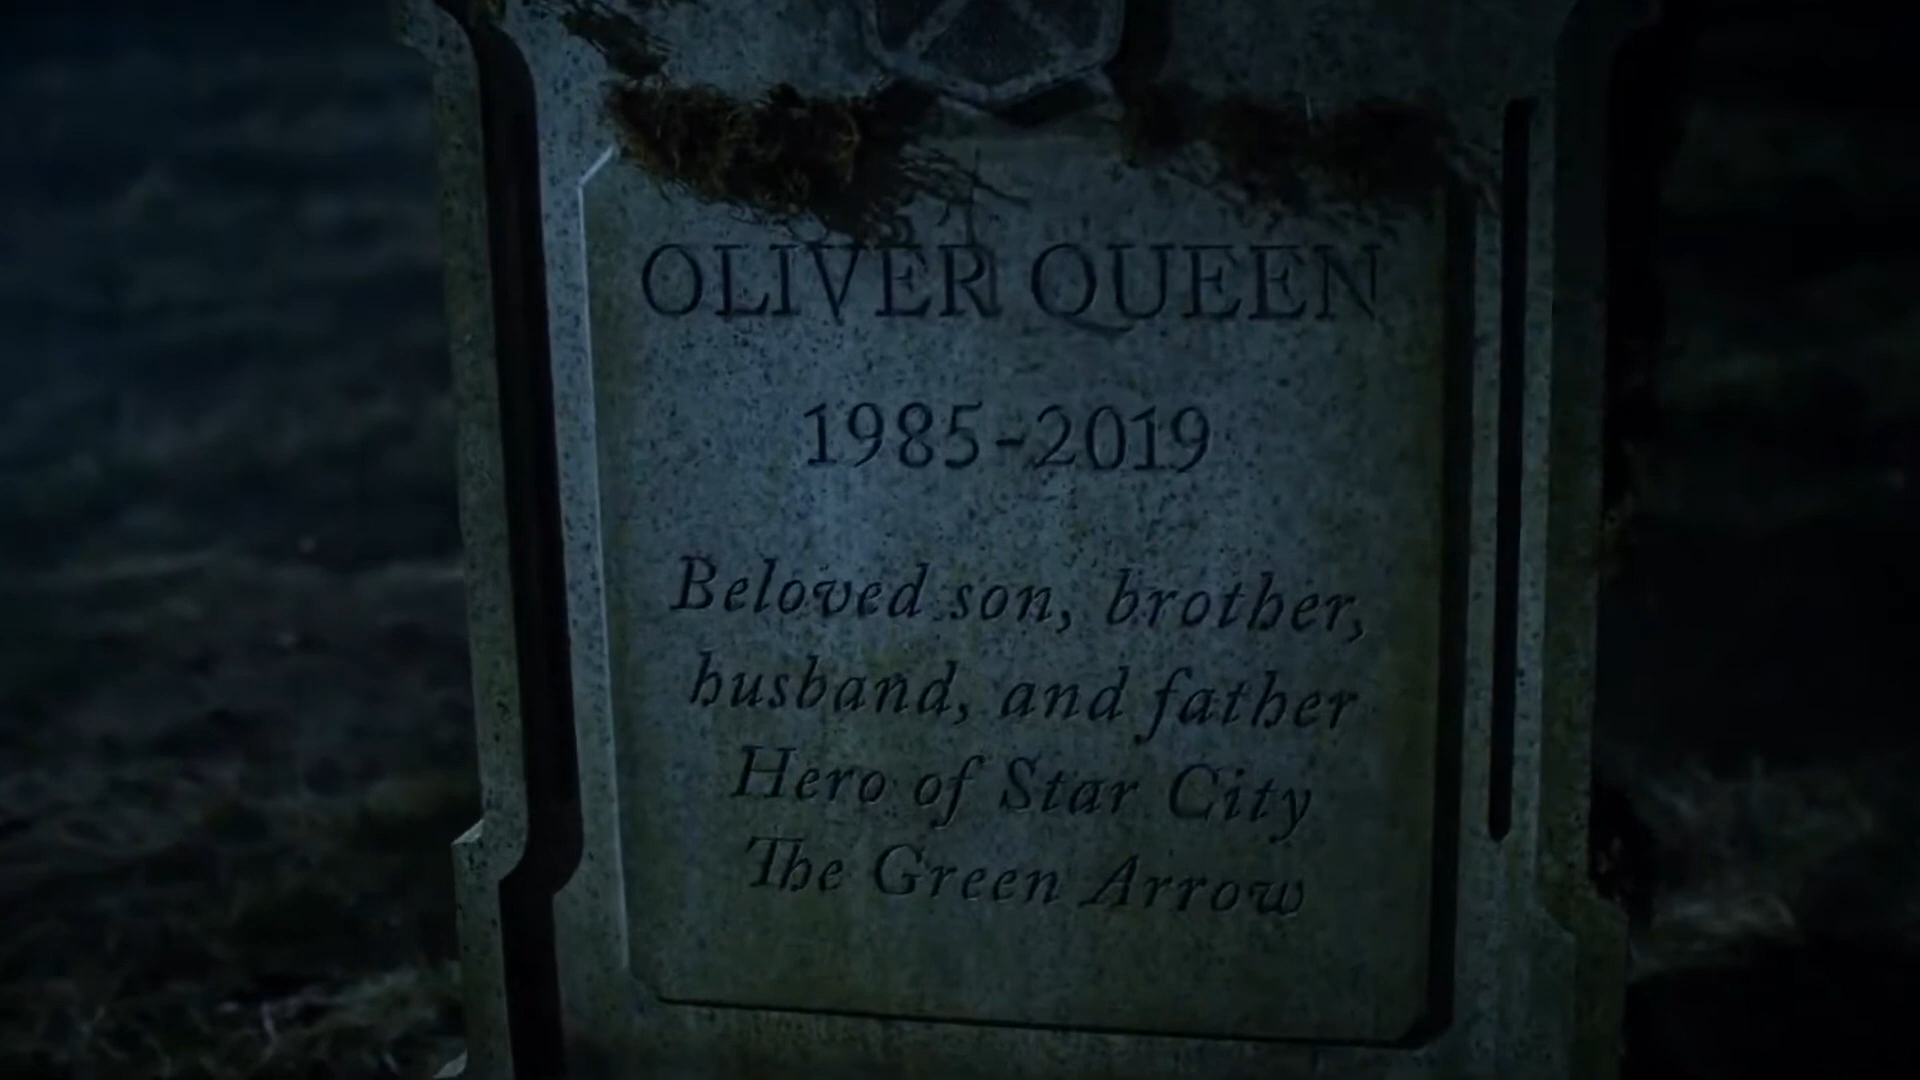 OLIVER QUEEN
1985-2019
Beloved son, brother,
husband, and father
Hero of Star City
The Green Arrow